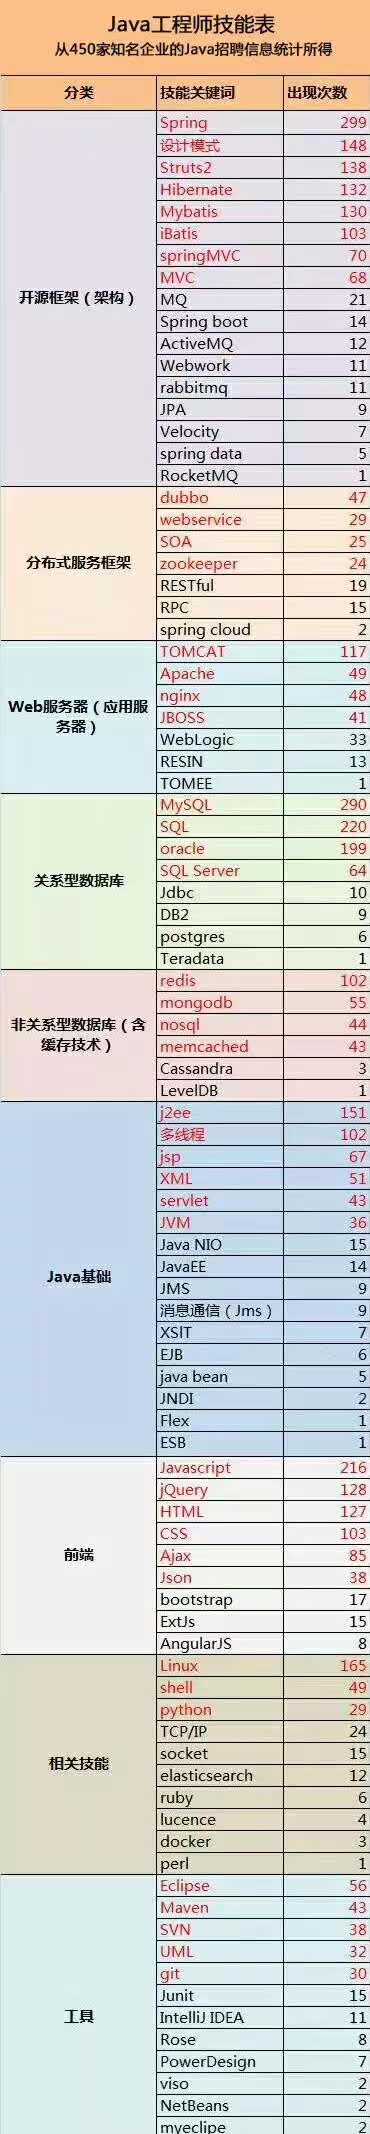 Java工程师技能表
从450家知名企业的Java招聘信息统计所得
分类 技能关键词 出现次数
开源框架（架构）
Spring 299
设计模式 148
Struts2 138
Hibernate 132
Mybatis 130
iBatis 103
springMVC 70
MVC 68
MQ 21
Spring boot 14
ActiveMQ 12
Webwork 11
rabbitmq 11
JPA 9
Velocity 7
spring data 5
RocketMQ 1
分布式服务框架
dubbo 47
webservice 29
SOA 25
zookeeper 24
RESTful 19
RPC 15
spring cloud 2
Web服务器（应用服
务器）
TOMCAT 117
Apache 49
nginx 48
JBOSS 41
WebLogic 33
RESIN 13
TOMEE 1
关系型数据库
MySQL 290
SQL 220
oracle 199
SQL Server 64
Jdbc 10
DB2 9
postgres 6
Teradata 1
非关系型数据库（含
缓存技术）
redis 102
mongodb 55
nosql 44
memcached 43
Cassandra 3
LevelDB 1
Java基础
j2ee 151
多线程 102
jsp 67
XML 51
servlet 43
JVM 36
Java NIO 15
JavaEE 14
JMS 9
消息通信（Jms） 9
XSlT 7
EJB 6
java bean 5
JNDI 2
Flex 1
ESB 1
前端
Javascript 216
jQuery 128
HTML 127
CSS 103
Ajax 85
Json 38
bootstrap 17
ExtJs 15
AngularJS 8
相关技能
Linux 165
shell 49
python 29
TCP/IP 24
socket 15
elasticsearch 12
ruby 6
lucence 4
docker 3
perl 1
工具
Eclipse 56
Maven 43
SVN 38
UML 32
git 30
Junit 15
IntelliJ IDEA 11
Rose 8
PowerDesign 7
viso 2
NetBeans 2
myeclipe 2